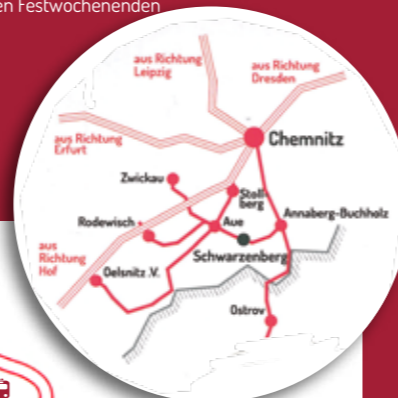 en Festwochenenden
aus Richtung
Leipzig
aus Richtung
Dresden
aus Richtung
Erfurt
Chemnitz
Zwickau
Stoll-
berg
Rodewisch
Aue
Annaberg-Buchholz
aus
Richtung
Hof
Schwarzenberg
Oelsnitz .V.
Ostrov